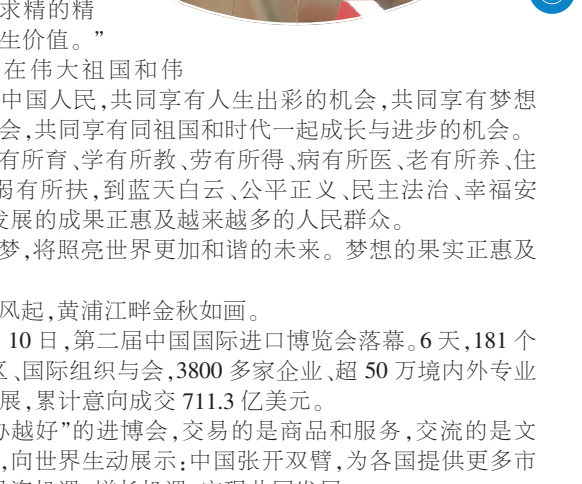 求精的精
生价值。”
在伟大祖国和伟
中国人民,共同享有人生出彩的机会,共同享有梦想
会,共同享有同祖国和时代一起成长与进步的机会。
有所育、学有所教、劳有所得、病有所医、老有所养、住
弱有所扶,到蓝天白云、公平正义、民主法治、幸福安
发展的成果正惠及越来越多的人民群众。
梦,将照亮世界更加和谐的未来。梦想的果实正惠及
风起,黄浦江畔金秋如画。
10 日,第二届中国国际进口博览会落幕。6 天,181 个
区、国际组织与会,3800 多家企业、超 50 万境内外专业
展,累计意向成交 711.3 亿美元。
办越好”的进博会,交易的是商品和服务,交流的是文
,向世界生动展示:中国张开双臂,为各国提供更多市